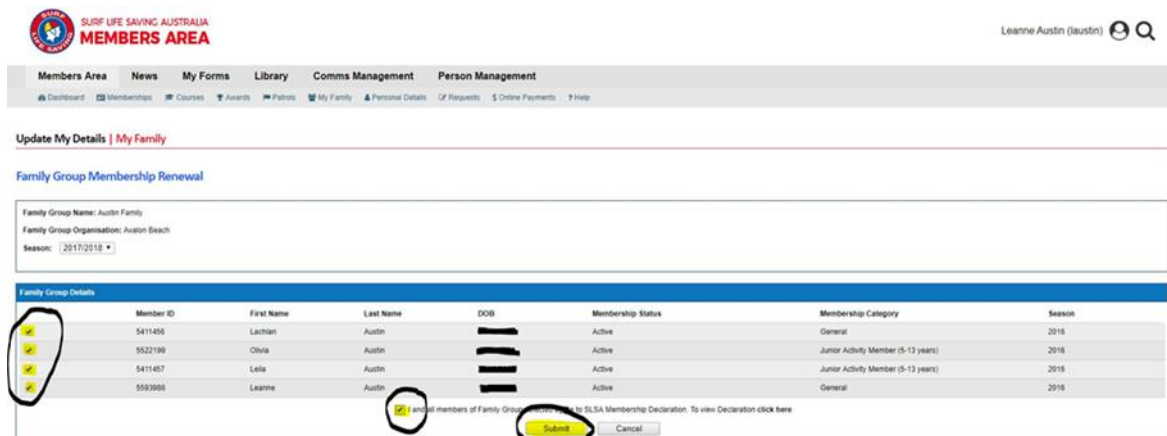 SURF LIFE SAVING AUSTRALIA
MEMBERS AREA
SURF
LIFE SAVING
Leanne Austin (laustin)
Members Area News My Forms Library Comms Management Person Management
Dashboard Memberships Courses Awards Patrols My Family Personal Details Requests $ Online Payments ? Help
Update My Details | My Family
Family Group Membership Renewal
Family Group Name: Austin Family
Family Group Organisation: Avalon Beach
Season: 2017/2018
Family Group Details
Member ID First Name Last Name DOB Membership Status Membership Category Season
5411456 Lachlan Austin Active General 2016
5522199 Olivia Austin Active Junior Activity Member (5-13 years) 2016
5411457 Leila Austin Active Junior Activity Member (5-13 years) 2016
5593986 Leanne Austin Active General 2016
I and all members of Family Group to SLSA Membership Declaration. To view Declaration click here
Submit Cancel